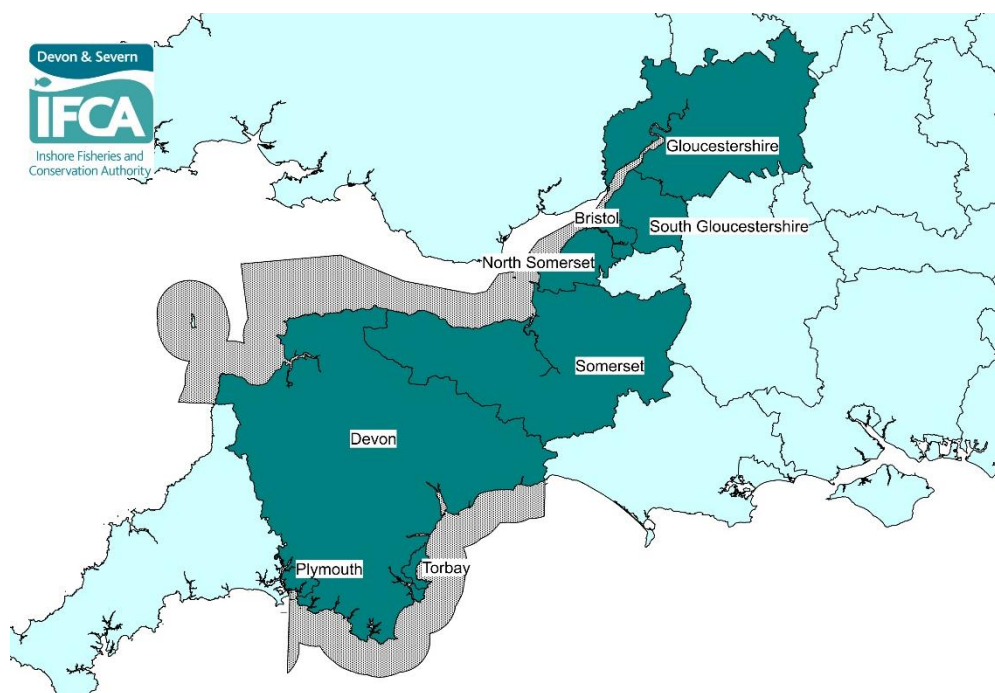 Devon & Severn
IFCA
Inshore Fisheries and
Conservation Authority
Gloucestershire
Bristol
South Gloucestershire
North Somerset
Somerset
Devon
Plymouth
Torbay